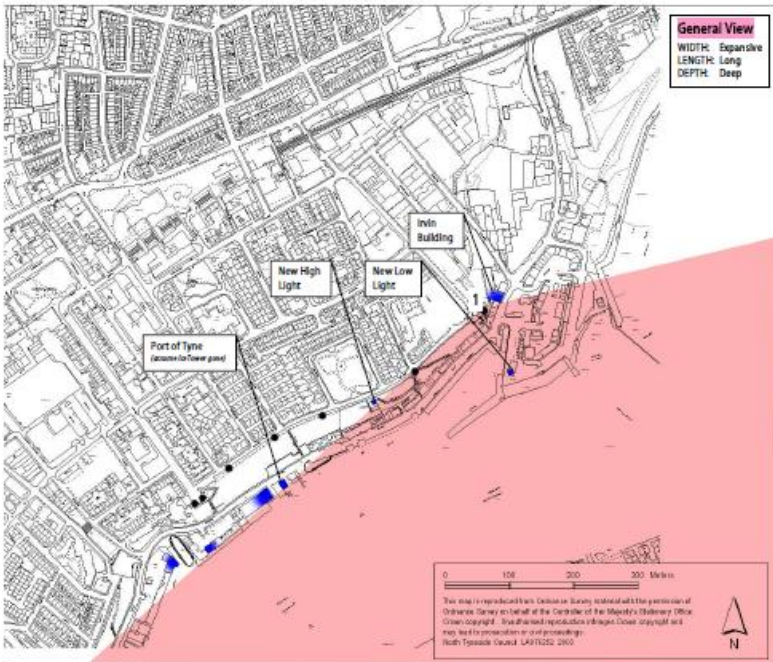 General View
WIDTH: Expansive
LENGTH: Long
DEPTH: Deep
Irvin
Building
New High
Light
New Low
Light
1
Port of Tyne
(assume Ice Tower gone)
0 100 200 300 Meters
This map is reproduced from Ordnance Survey material with the permission of
Ordnance Survey on behalf of the Controller of Her Majesty's Stationery Office
Crown copyright. Unauthorised reproduction infringes Crown copyright and
may lead to prosecution or civil proceedings.
North Tyneside Council
N